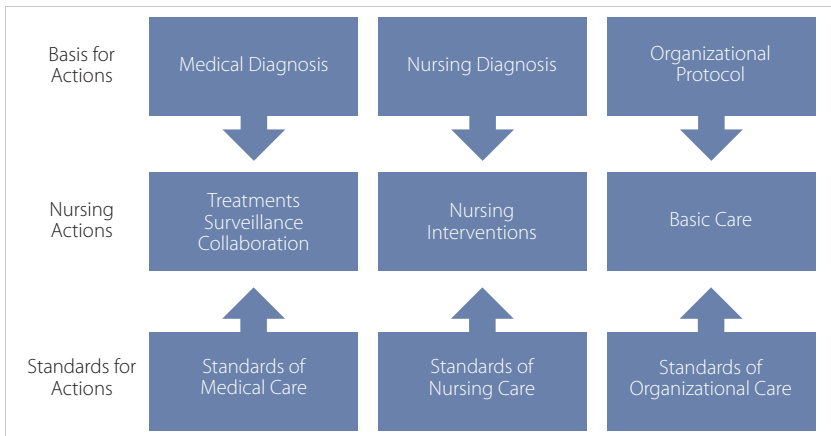 Basis for
Actions
Medical Diagnosis
Nursing Diagnosis
Organizational
Protocol
Nursing
Actions
Treatments
Surveillance
Collaboration
Nursing
Interventions
Basic Care
Standards for
Actions
Standards of
Medical Care
Standards of
Nursing Care
Standards of
Organizational Care